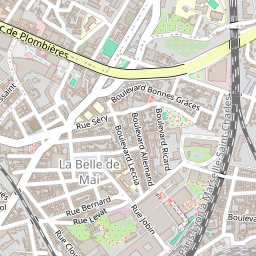 de Plombières
Boulevard Bonnes Grâces
Rue Séry
Boulevard Ricard
Boulevard Allemand
Boulevard Leccia
La Belle de
Mai
Rue Bernard
Rue Levat
Rue Jobin
Boulevard